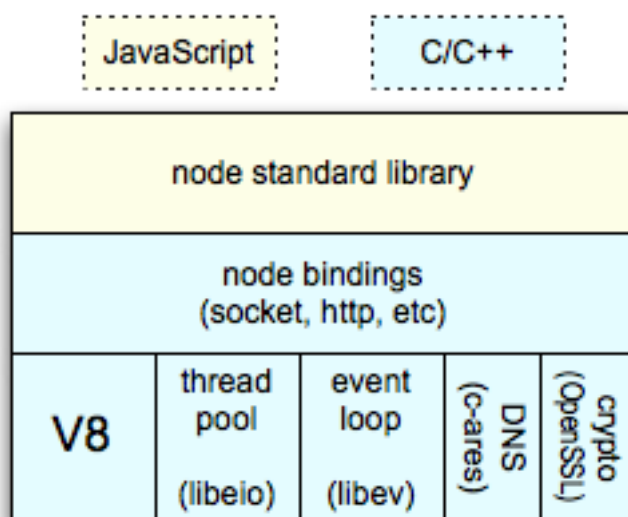 JavaScript
C/C++
node standard library
node bindings
(socket, http, etc)
V8
thread
pool
(libeio)
event
loop
(libev)
DNS
(c-ares)
crypto
(OpenSSL)